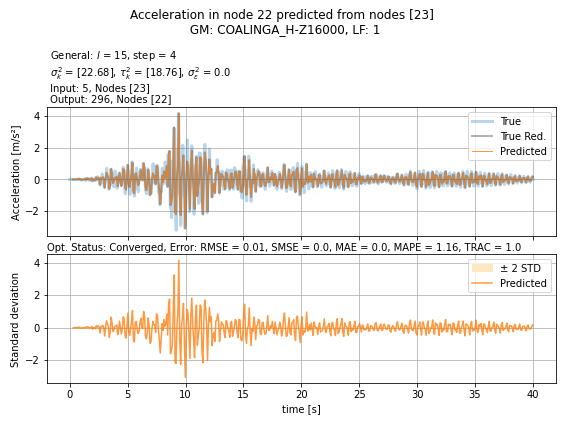 Acceleration in node 22 predicted from nodes [23]
GM: COALINGA_H-Z16000, LF: 1
General: l = 15, step = 4
σ²ₖ = [22.68], τ²ₖ = [18.76], σ²ε = 0.0
Input: 5, Nodes [23]
Output: 296, Nodes [22]
Acceleration [m/s²]
4
2
0
−2
True
True Red.
Predicted
Opt. Status: Converged, Error: RMSE = 0.01, SMSE = 0.0, MAE = 0.0, MAPE = 1.16, TRAC = 1.0
Standard deviation
4
2
0
−2
± 2 STD
Predicted
0 5 10 15 20 25 30 35 40
time [s]